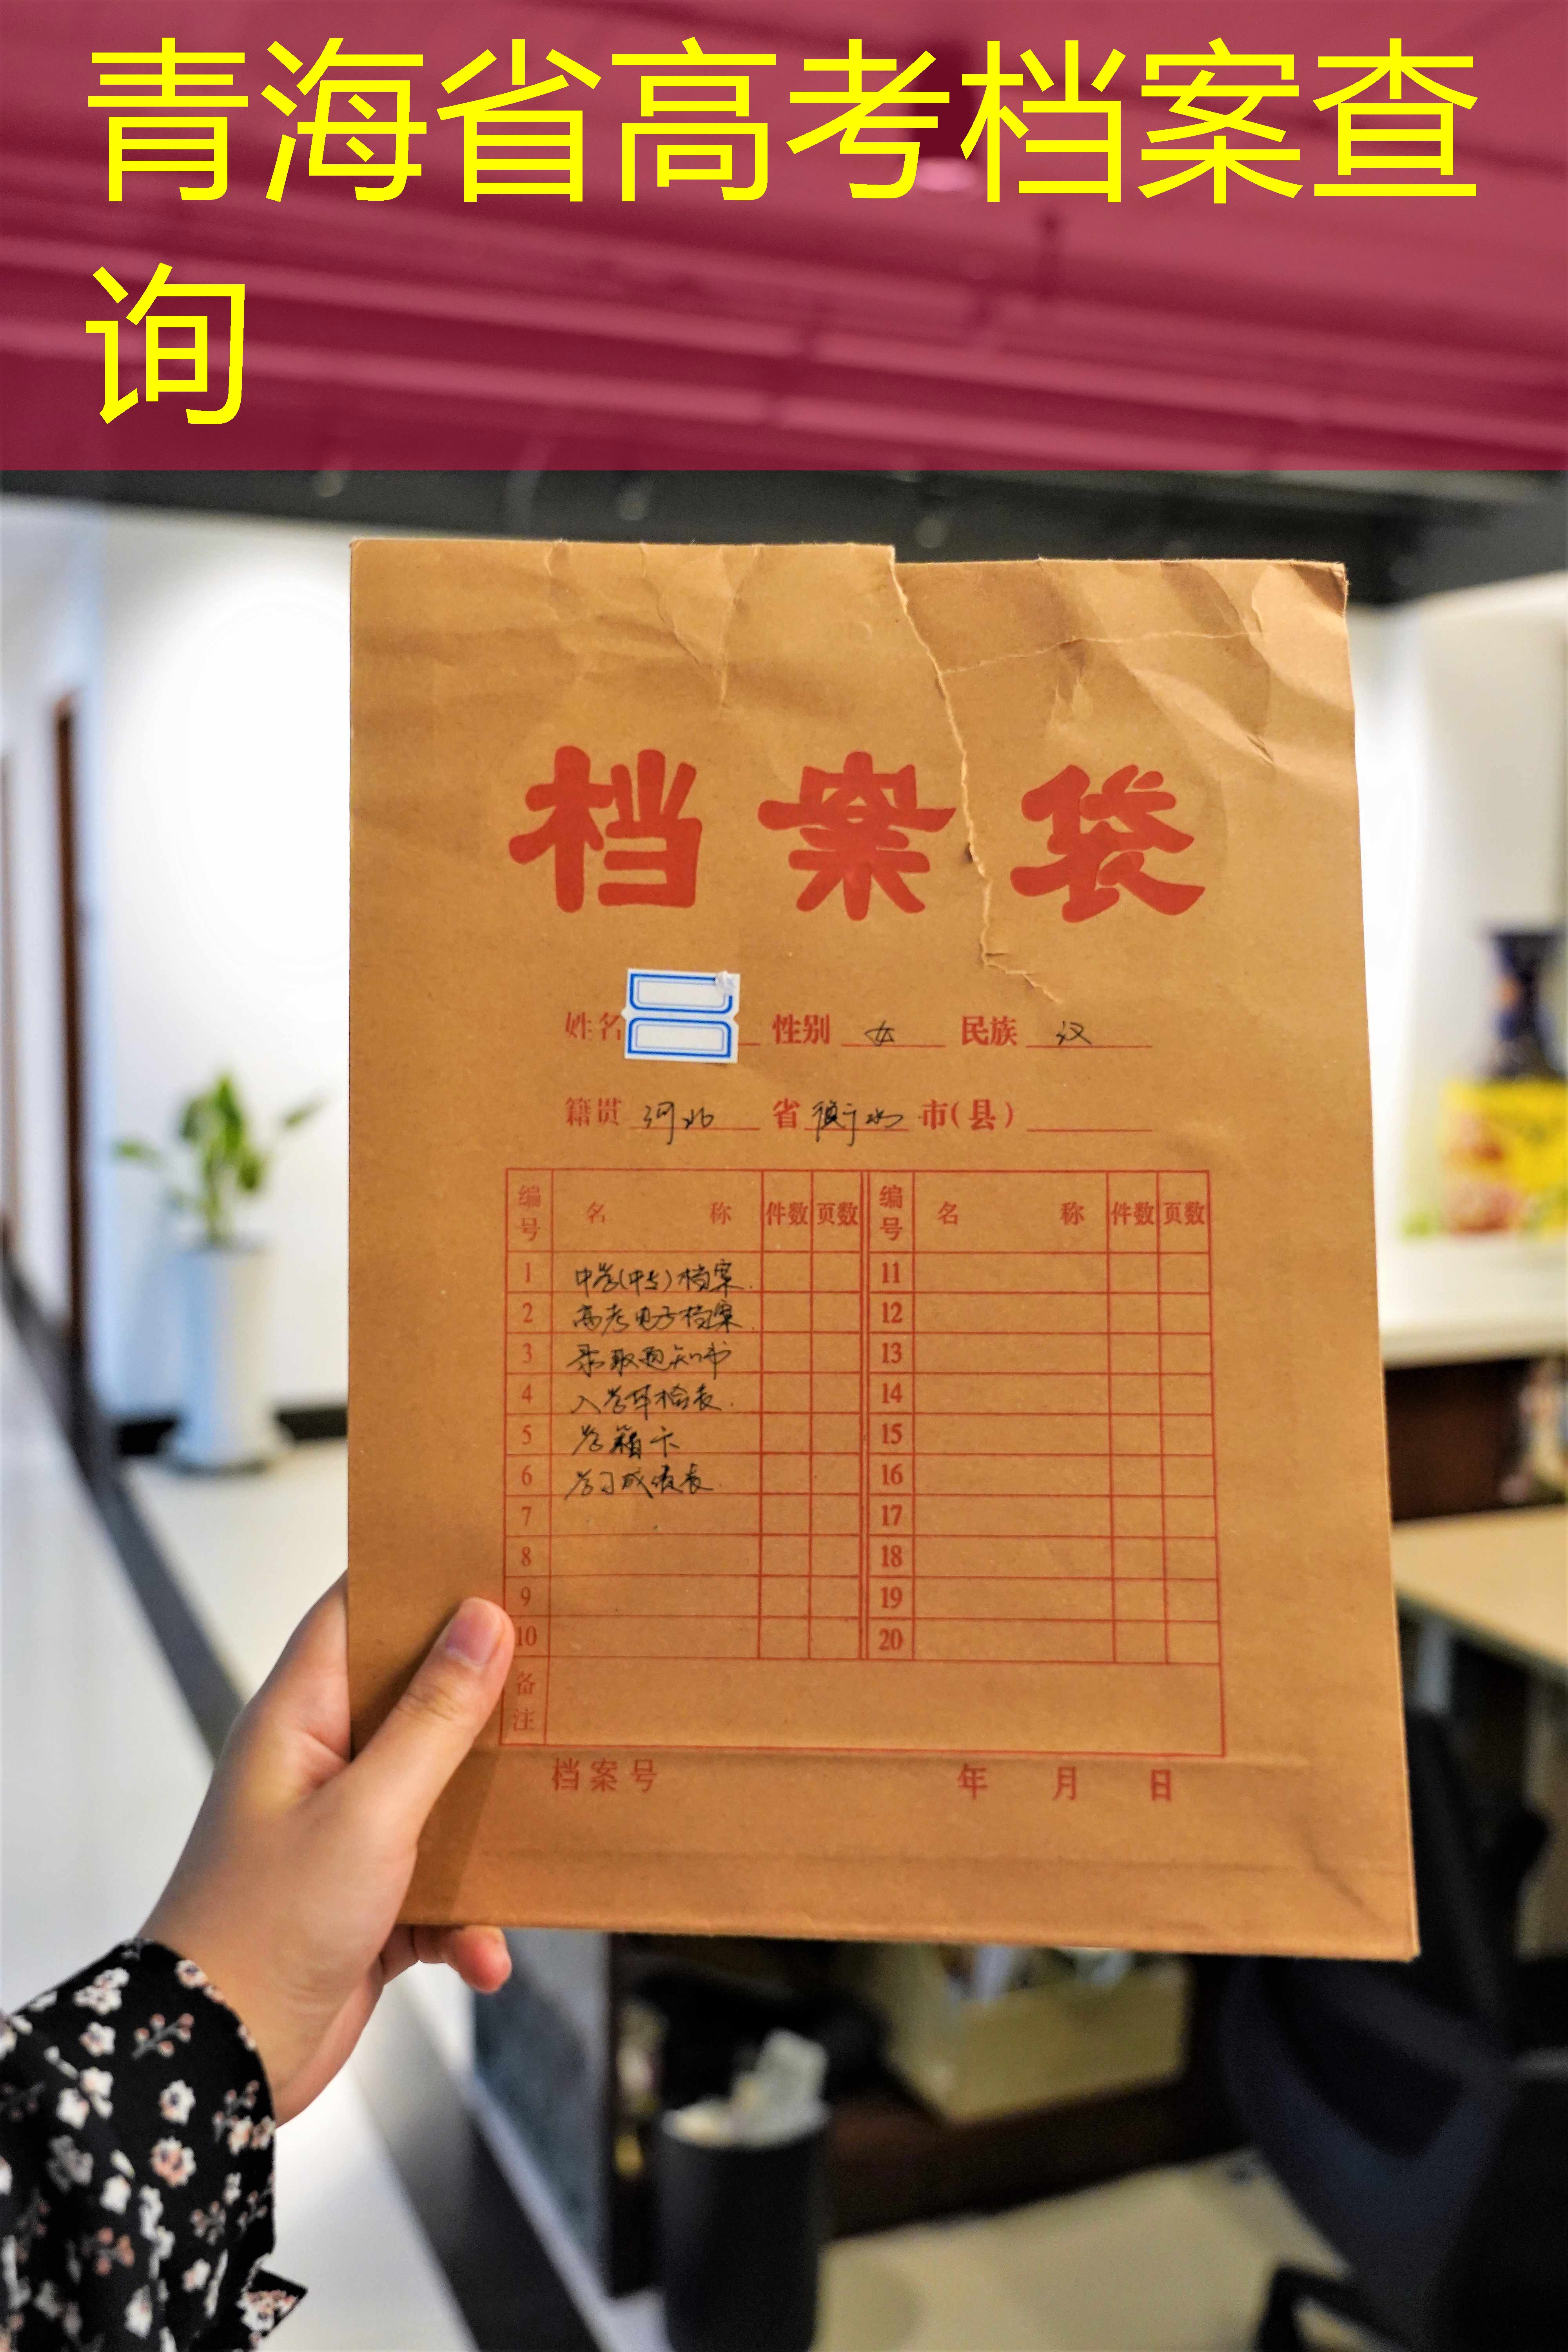 青海省高考档案查
询
档案袋
姓名 性别 女 民族 汉
籍贯 河北 省 衡水 市(县)
编号 名称 件数 页数 编号 名称 件数 页数
1 中学(中专)档案. 11
2 高考电子档案. 12
3 录取通知书 13
4 入学体检表. 14
5 学籍卡 15
6 学习成绩表. 16
7 17
8 18
9 19
10 20
备注
档案号 年 月 日